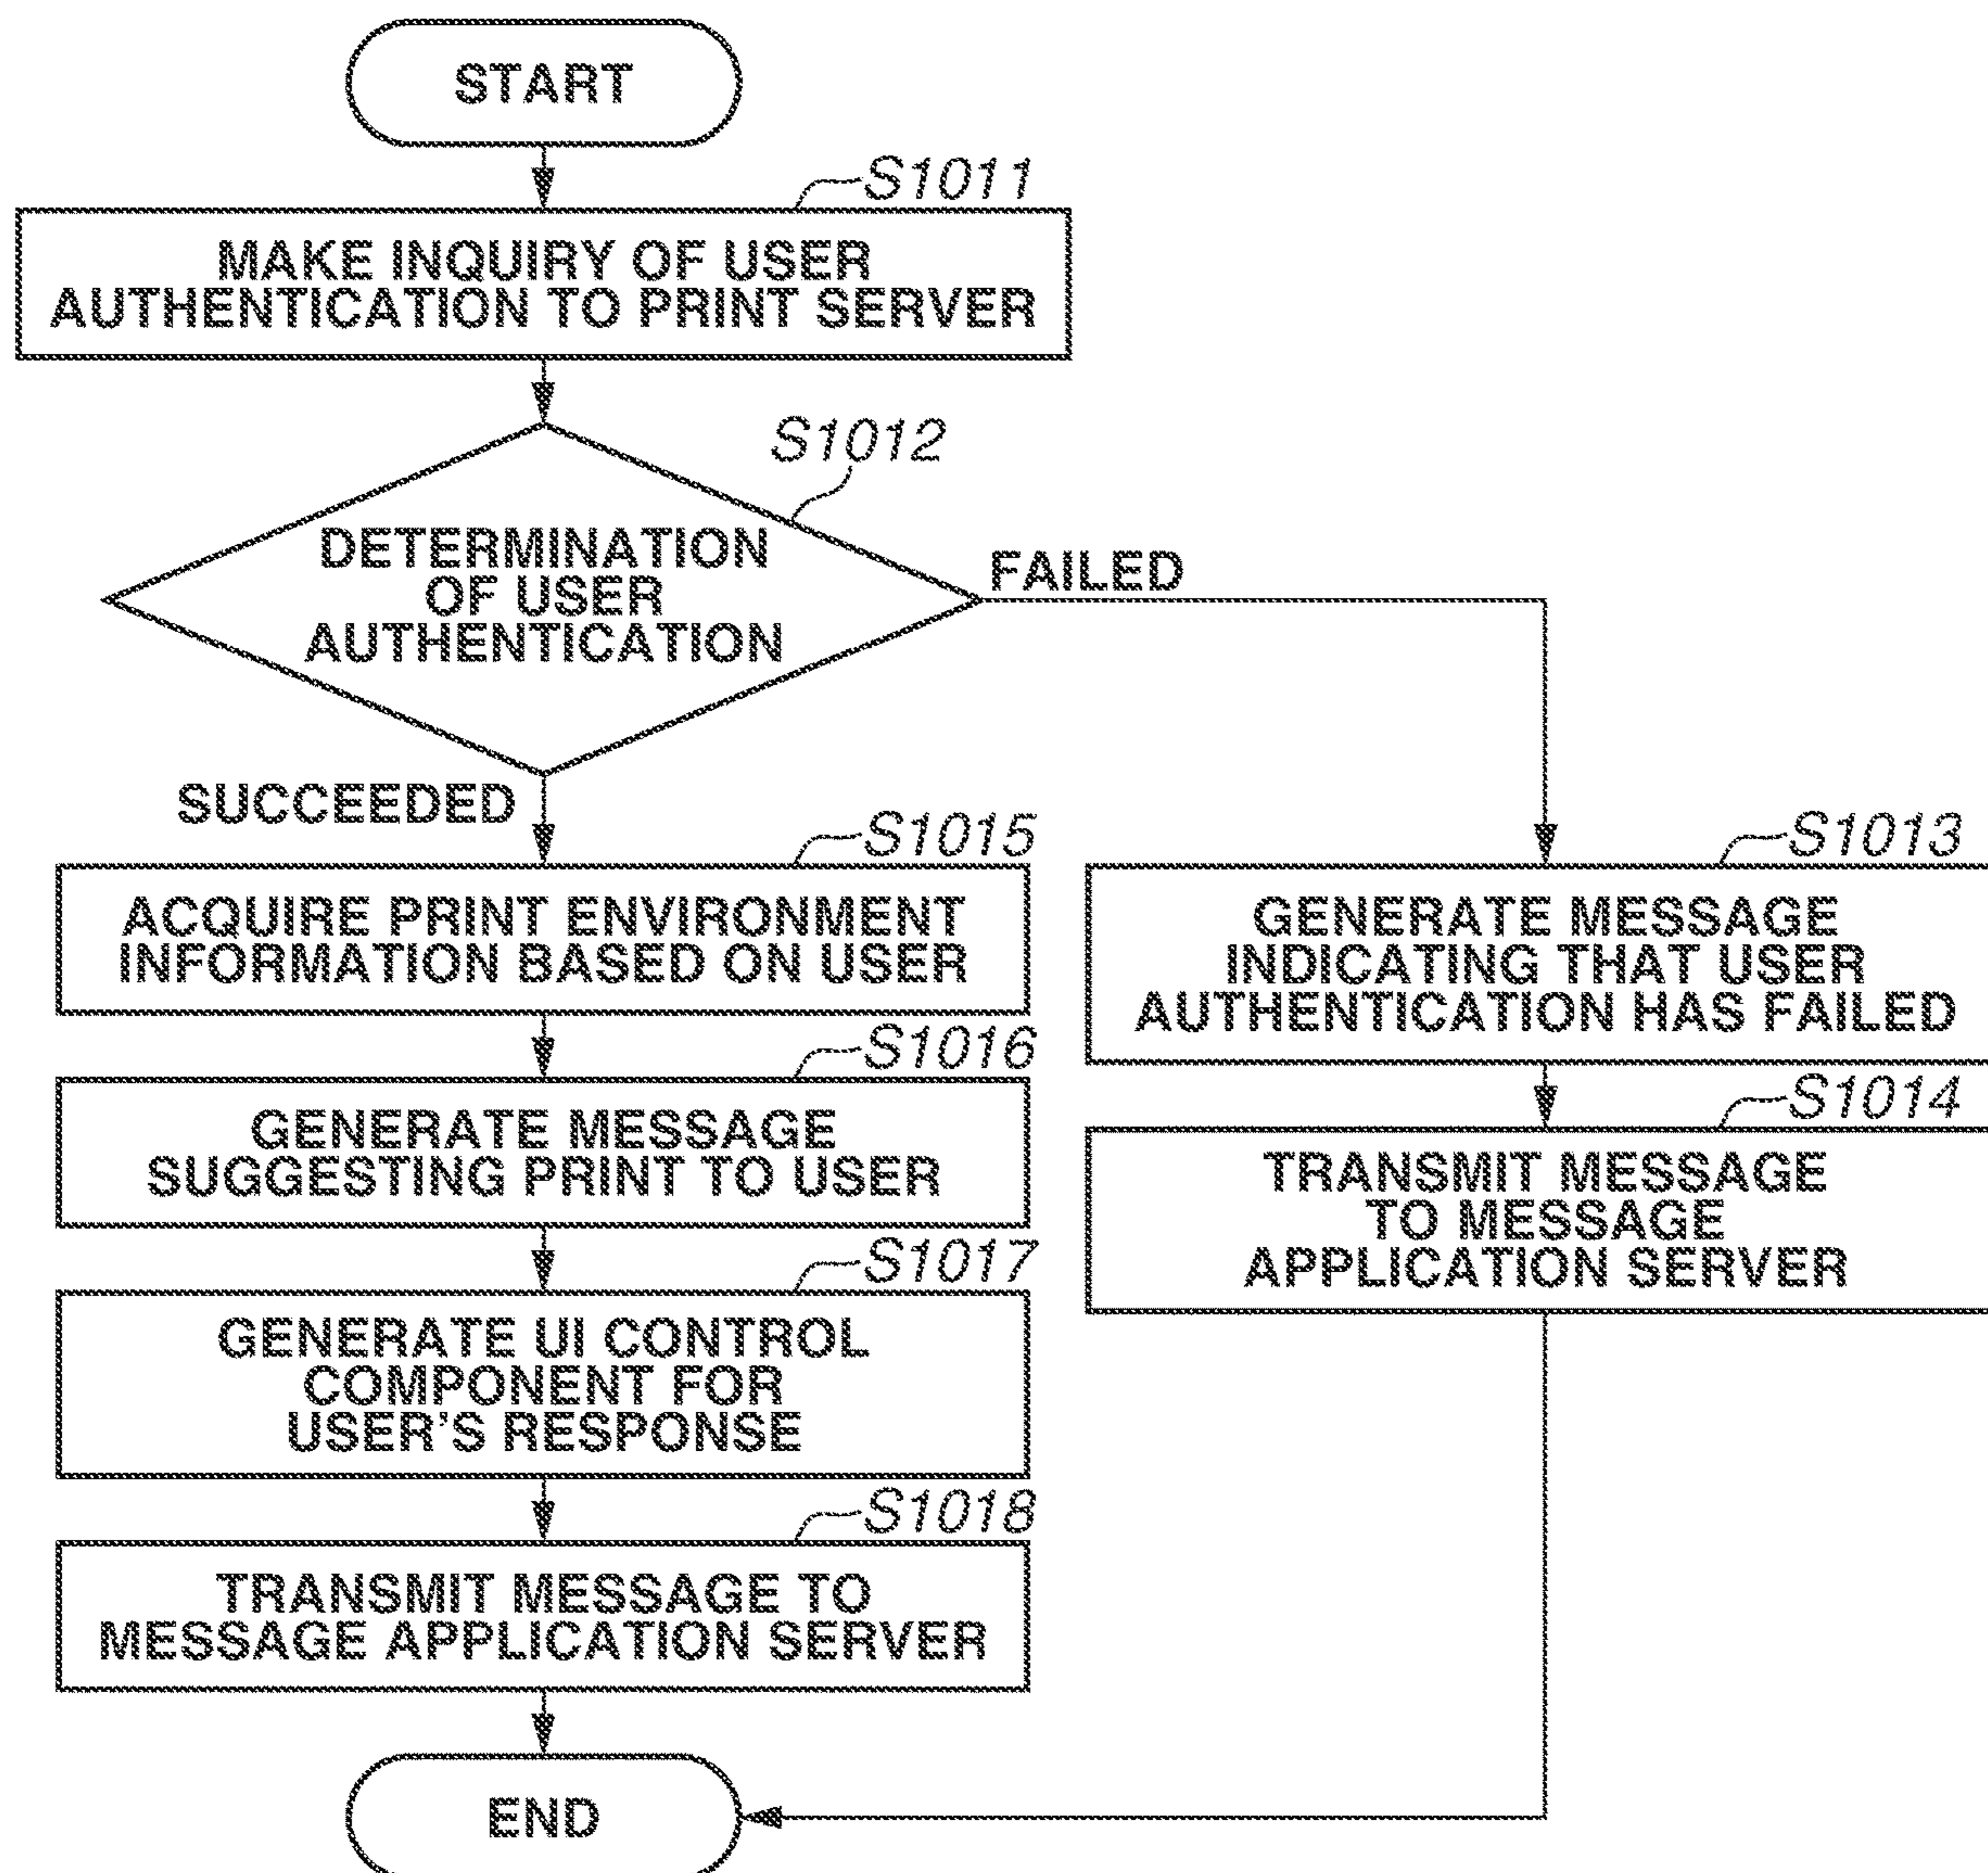 START
S1011
MAKE INQUIRY OF USER
AUTHENTICATION TO PRINT SERVER
S1012
DETERMINATION
OF USER
AUTHENTICATION
FAILED
SUCCEEDED
S1015
ACQUIRE PRINT ENVIRONMENT
INFORMATION BASED ON USER
S1013
GENERATE MESSAGE
INDICATING THAT USER
AUTHENTICATION HAS FAILED
S1016
GENERATE MESSAGE
SUGGESTING PRINT TO USER
S1014
TRANSMIT MESSAGE
TO MESSAGE
APPLICATION SERVER
S1017
GENERATE UI CONTROL
COMPONENT FOR
USER'S RESPONSE
S1018
TRANSMIT MESSAGE TO
MESSAGE APPLICATION SERVER
END